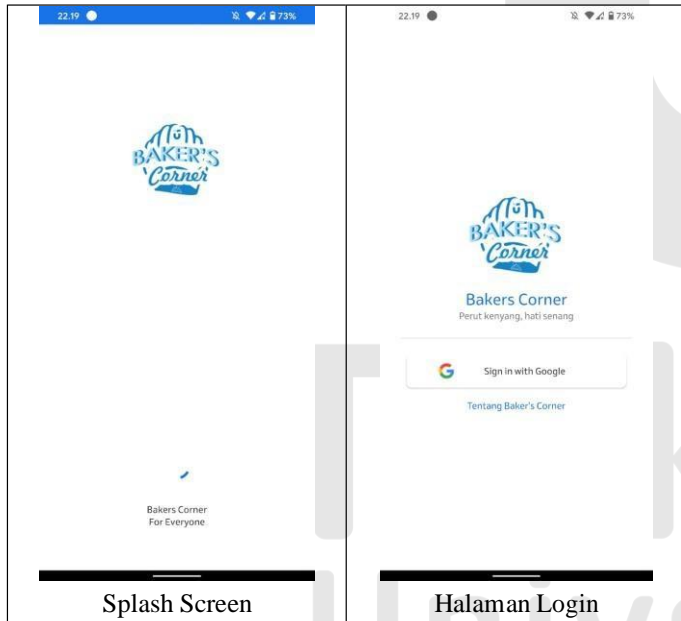 22.19 73%
BAKER'S
Corner
Bakers Corner
For Everyone
Splash Screen
22.19 73%
BAKER'S
Corner
Bakers Corner
Perut kenyang, hati senang
Sign in with Google
Tentang Baker's Corner
Halaman Login